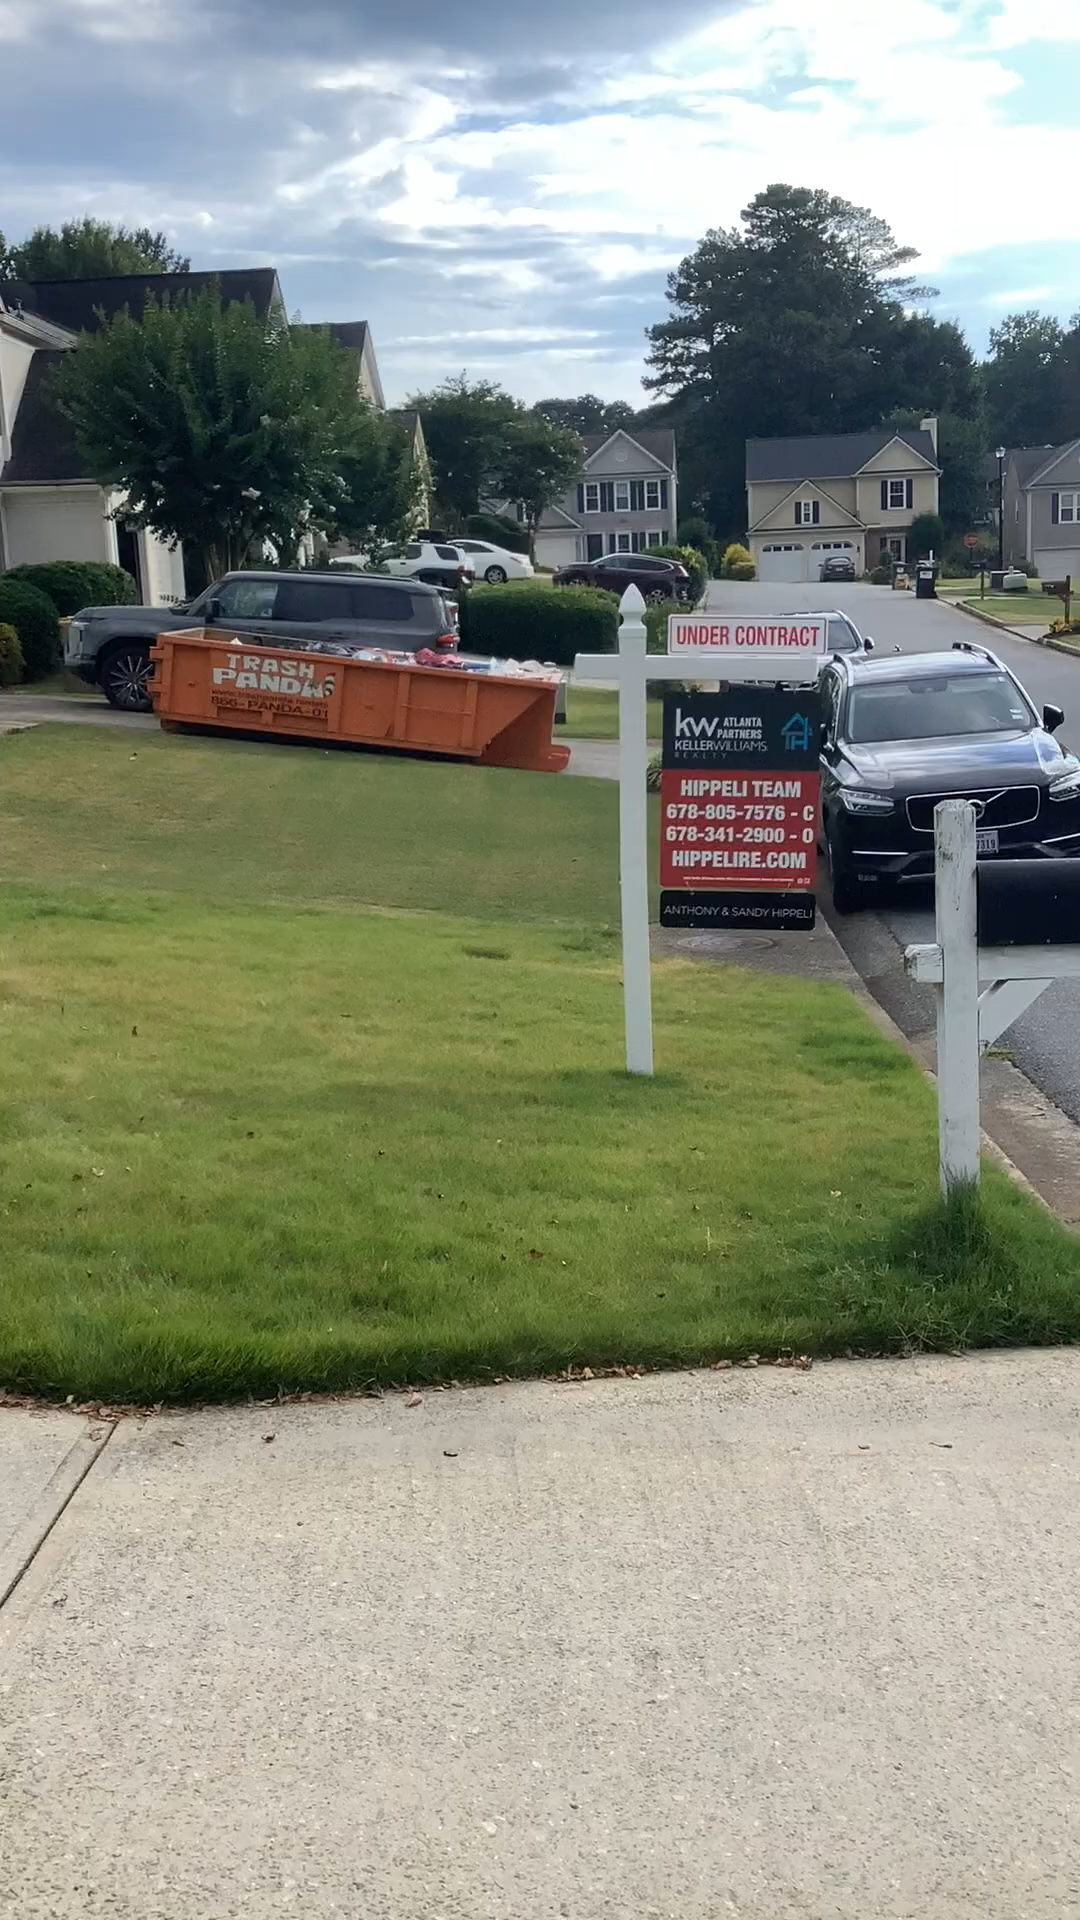 UNDER CONTRACT
kw ATLANTA
PARTNERS
KELLERWILLIAMS
REALTY
HIPPELI TEAM
678-805-7576 - C
678-341-2900 - O
HIPPELIRE.COM
ANTHONY & SANDY HIPPELI
TRASH
PANDA
866-PANDA-01